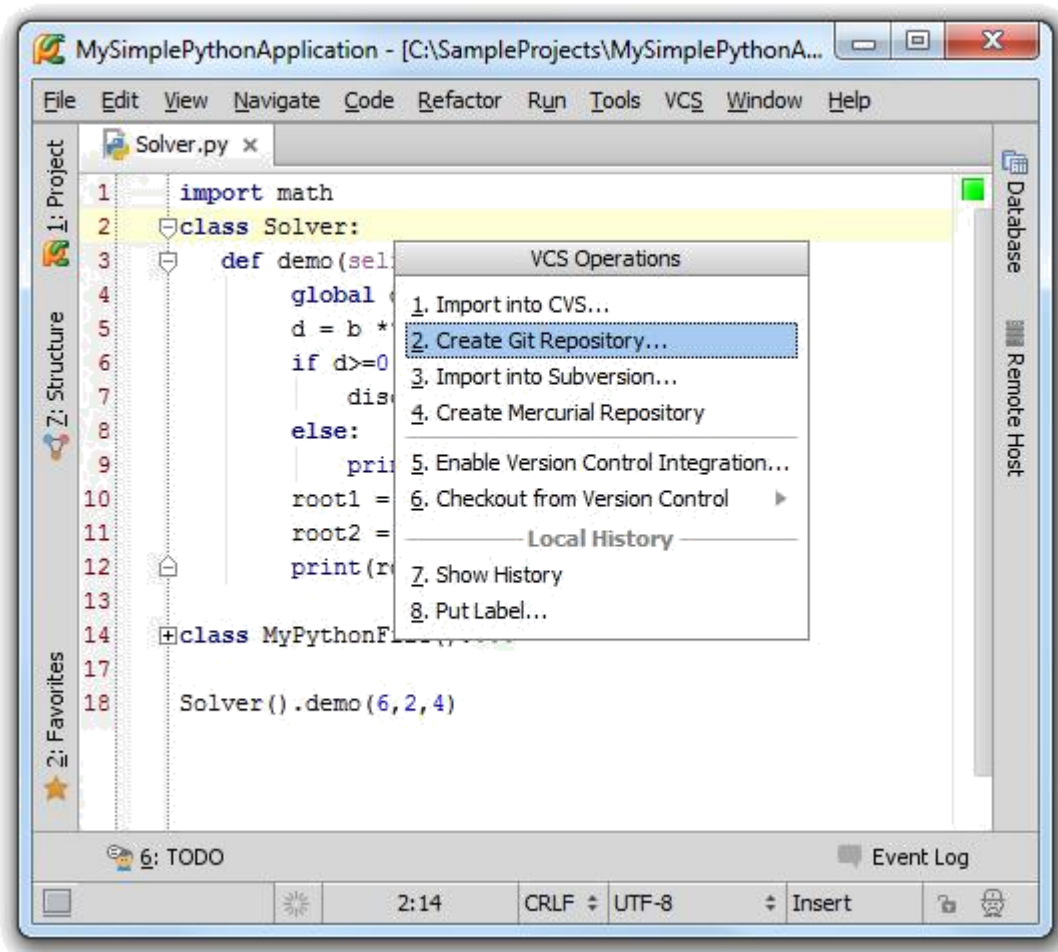 MySimplePythonApplication - [C:\SampleProjects\MySimplePythonA...
File Edit View Navigate Code Refactor Run Tools VCS Window Help
Solver.py
1: Project
Z: Structure
2: Favorites
1 import math
2 class Solver:
3 def demo(sel
4 global
5 d = b *
6 if d>=0
7 dis
8 else:
9 pri
10 root1 =
11 root2 =
12 print(r
13
14 class MyPythonF
17
18 Solver().demo(6,2,4)
VCS Operations
1. Import into CVS...
2. Create Git Repository...
3. Import into Subversion...
4. Create Mercurial Repository
5. Enable Version Control Integration...
6. Checkout from Version Control
Local History
7. Show History
8. Put Label...
Database
Remote Host
6: TODO
Event Log
2:14 CRLF UTF-8 Insert